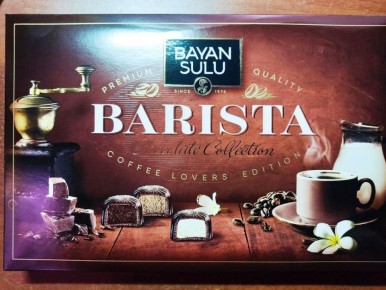 BAYAN
SULU
SINCE 1974
PREMIUM QUALITY
BARISTA
Chocolate Collection
COFFEE LOVERS EDITION